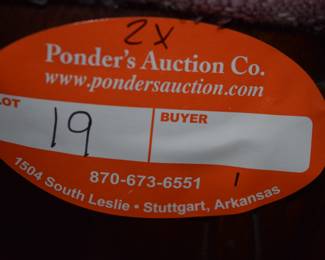 2X
Ponder's Auction Co.
www.pondersauction.com
LOT
BUYER
19
870-673-6551
1
1504 South Leslie • Stuttgart, Arkansas